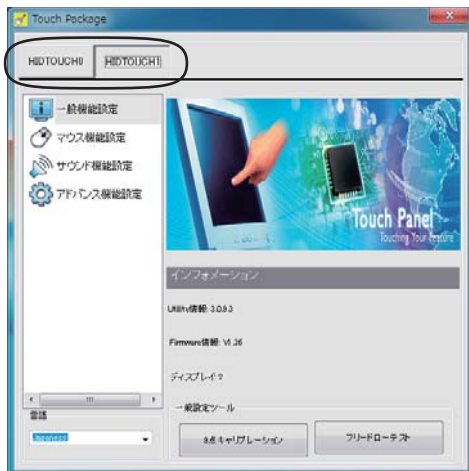 Touch Package
HIDTOUCH0 HIDTOUCH1
一般機能設定
マウス機能設定
サウンド機能設定
アドバンス機能設定
Touch Panel
Touching Your Feature
インフォメーション
Utility情報: 3.0.9.3
Firmware情報: V1.36
ディスプレイ:
言語
Japanese
一般設定ツール
キャリブレーション
フリードローテスト